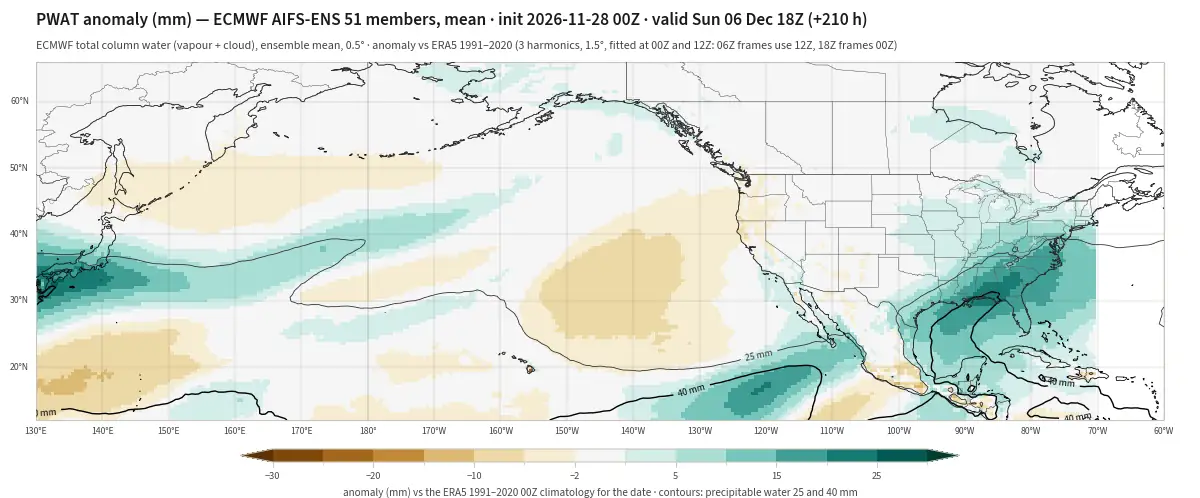 PWAT anomaly (mm) — ECMWF AIFS-ENS 51 members, mean · init 2026-11-28 00Z · valid Sun 06 Dec 18Z (+210 h)
ECMWF total column water (vapour + cloud), ensemble mean, 0.5° · anomaly vs ERA5 1991–2020 (3 harmonics, 1.5°, fitted at 00Z and 12Z: 06Z frames use 12Z, 18Z frames 00Z)
60°N
50°N
40°N
30°N
20°N
25 mm
40 mm
40 mm
40 mm
0 mm
130°E 140°E 150°E 160°E 170°E 180° 170°W 160°W 150°W 140°W 130°W 120°W 110°W 100°W 90°W 80°W 70°W 60°W
−30 −20 −10 −2 5 15 25
anomaly (mm) vs the ERA5 1991–2020 00Z climatology for the date · contours: precipitable water 25 and 40 mm